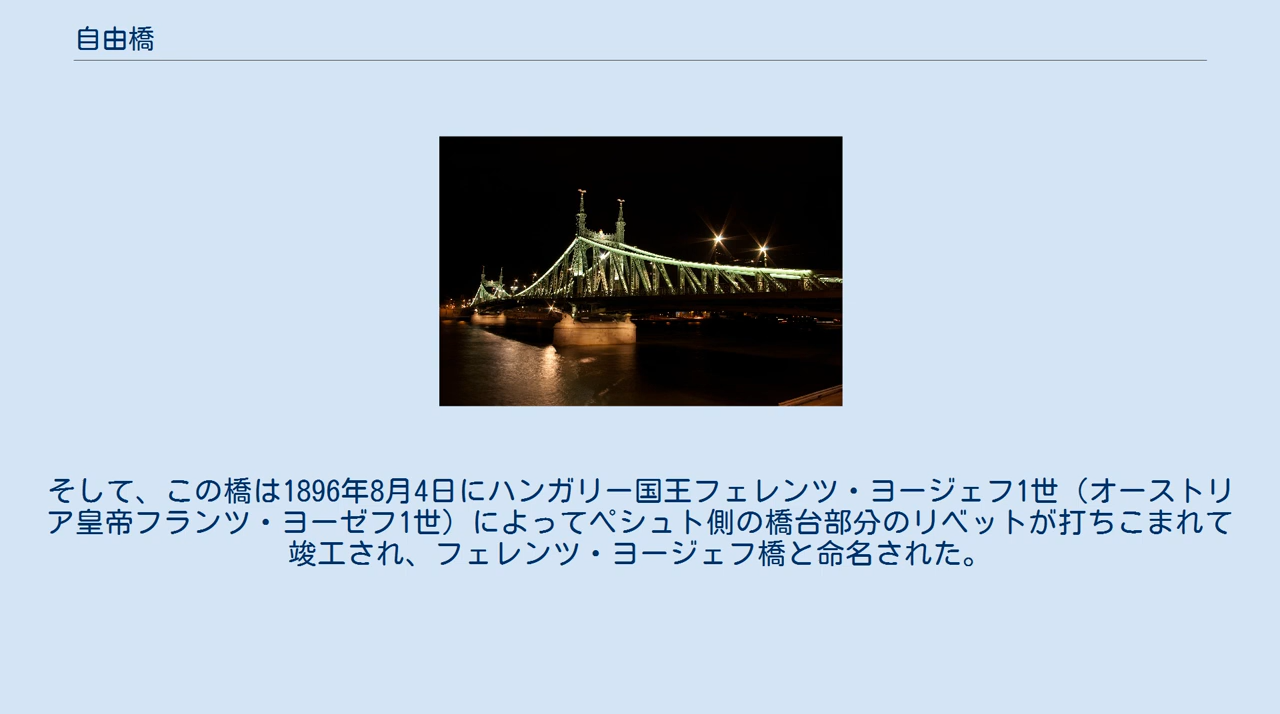 自由橋
そして、この橋は1896年8月4日にハンガリー国王フェレンツ・ヨージェフ1世（オーストリ
ア皇帝フランツ・ヨーゼフ1世）によってペシュト側の橋台部分のリベットが打ちこまれて
竣工され、フェレンツ・ヨージェフ橋と命名された。